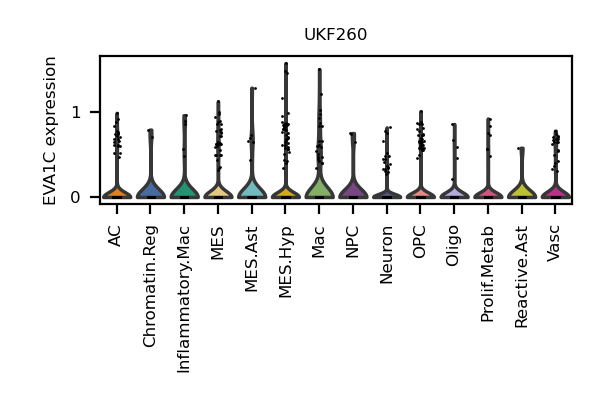 UKF260
EVA1C expression
1
0
AC
Chromatin.Reg
Inflammatory.Mac
MES
MES.Ast
MES.Hyp
Mac
NPC
Neuron
OPC
Oligo
Prolif.Metab
Reactive.Ast
Vasc